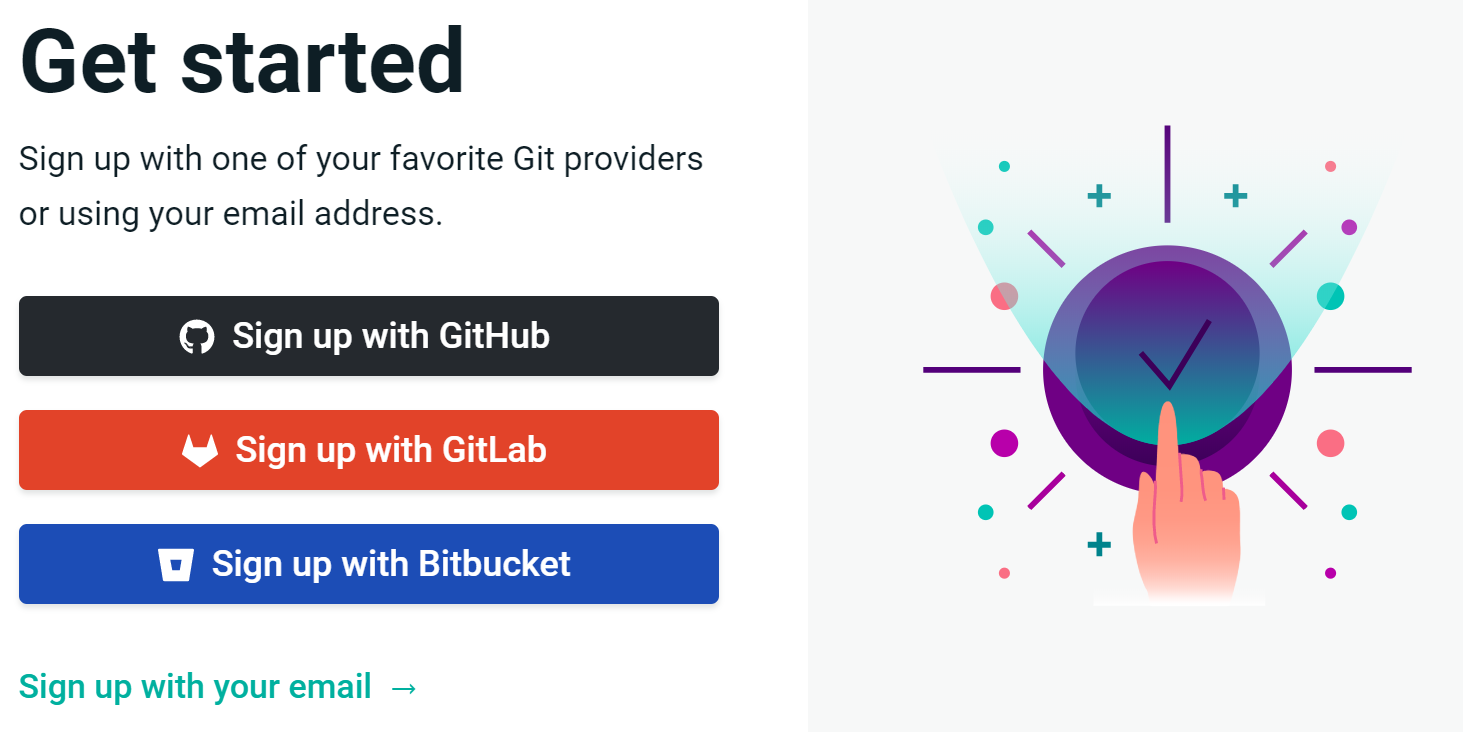 Get started
Sign up with one of your favorite Git providers
or using your email address.
Sign up with GitHub
Sign up with GitLab
Sign up with Bitbucket
Sign up with your email →